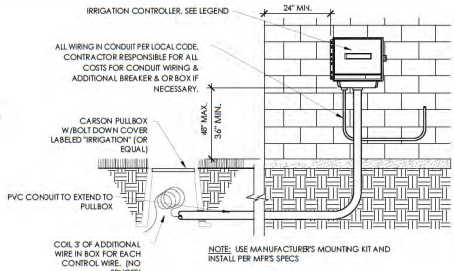 24" MIN.
IRRIGATION CONTROLLER. SEE LEGEND
ALL WIRING IN CONDUIT PER LOCAL CODE.
CONTRACTOR RESPONSIBLE FOR ALL
COSTS FOR CONDUIT WIRING &
ADDITIONAL BREAKER & OR BOX IF
NECESSARY.
48" MAX.
36" MIN.
CARSON PULLBOX
W/BOLT DOWN COVER
LABELED "IRRIGATION" (OR
EQUAL)
PVC CONDUIT TO EXTEND TO
PULLBOX
COIL 3' OF ADDITIONAL
WIRE IN BOX FOR EACH
CONTROL WIRE. (NO
NOTE: USE MANUFACTURER'S MOUNTING KIT AND
INSTALL PER MFR'S SPECS